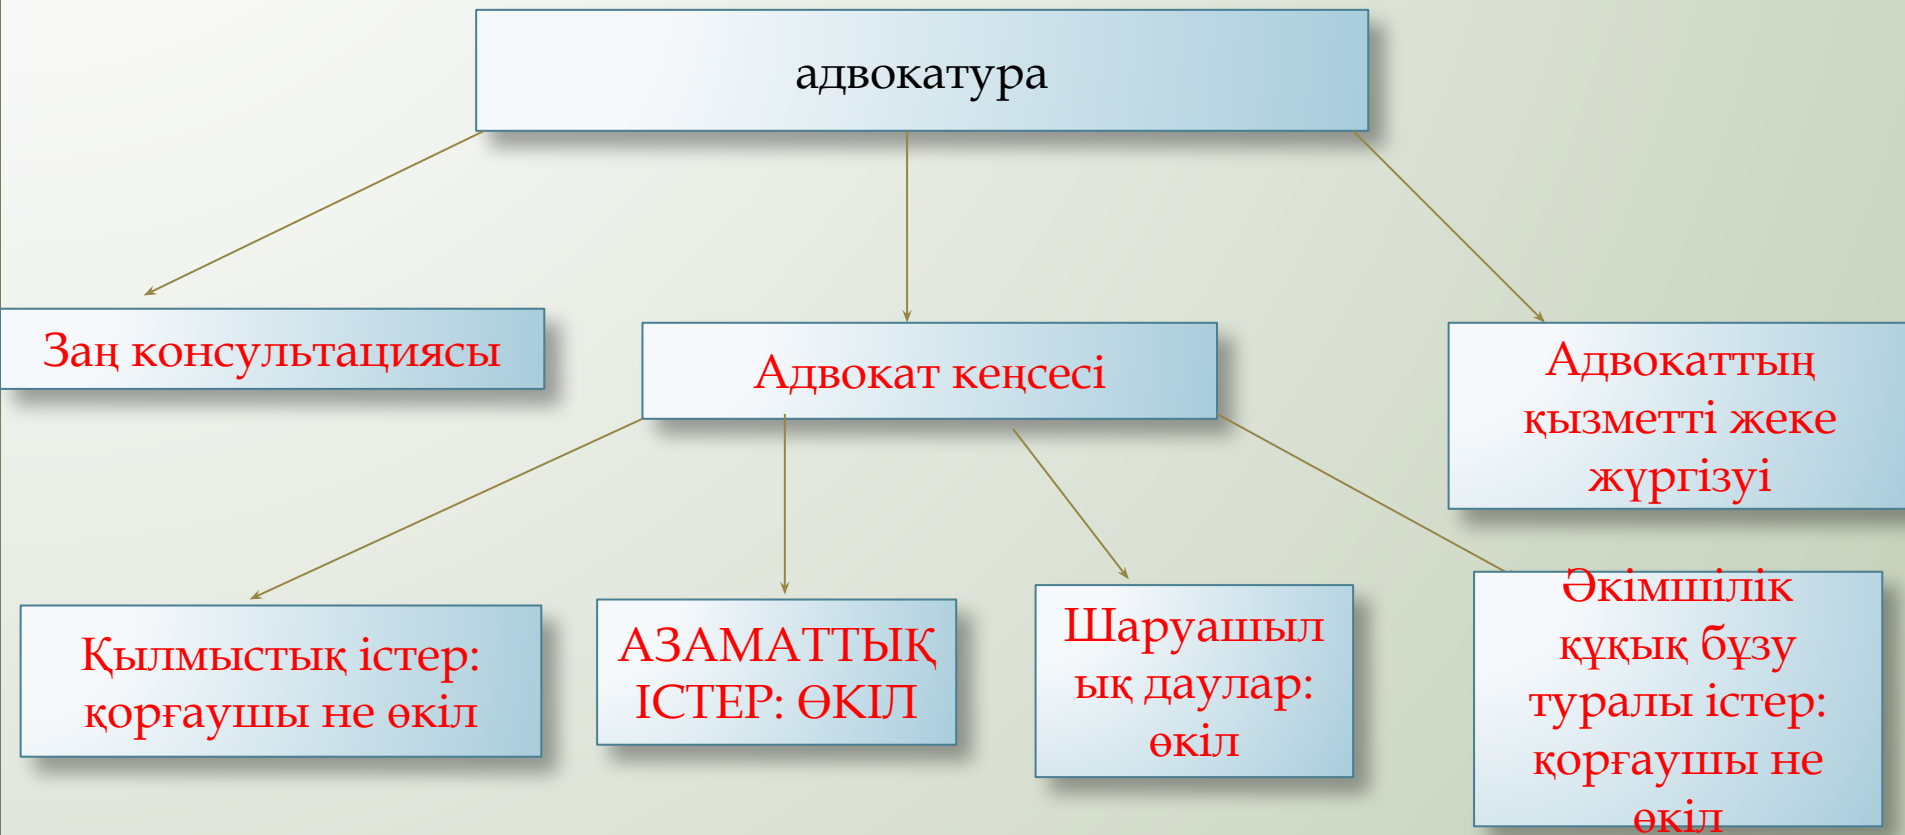 адвокатура
Заң консультациясы
Адвокат кеңсесі
Адвокаттың
қызметті жеке
жүргізуі
Қылмыстық істер:
қорғаушы не өкіл
АЗАМАТТЫҚ
ІСТЕР: ӨКІЛ
Шаруашыл
ық даулар:
өкіл
Әкімшілік
құқық бұзу
туралы істер:
қорғаушы не
өкіл